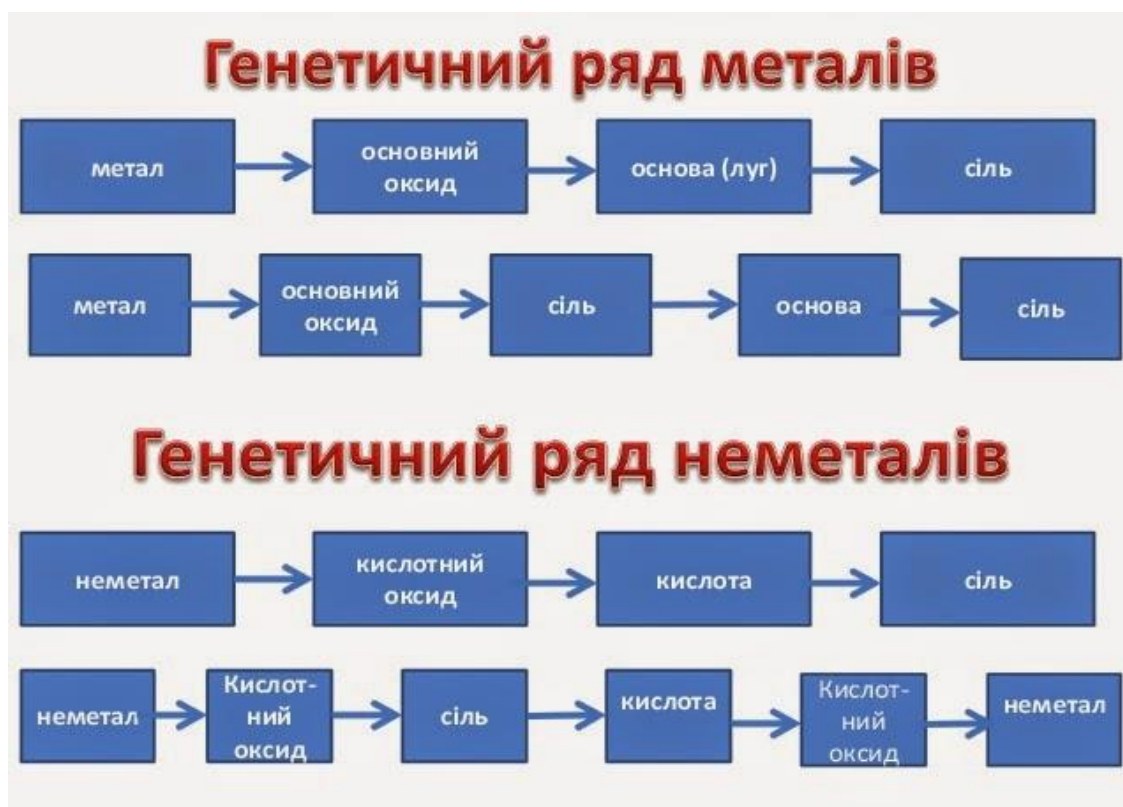 Генетичний ряд металів
метал
основний
оксид
основа (луг)
сіль
метал
основний
оксид
сіль
основа
сіль
Генетичний ряд неметалів
неметал
кислотний
оксид
кислота
сіль
неметал
Кислот-
ний
оксид
сіль
кислота
Кислот-
ний
оксид
неметал